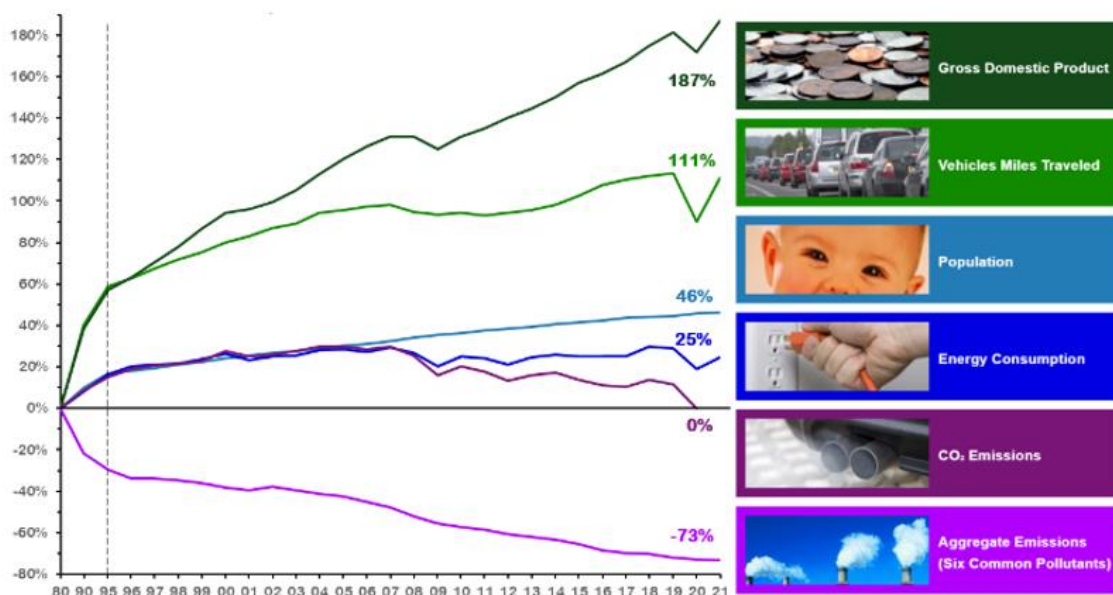 180%
160%
140%
120%
100%
80%
60%
40%
20%
0%
-20%
-40%
-60%
-80%
187%
111%
46%
25%
0%
-73%
80 90 95 96 97 98 99 00 01 02 03 04 05 06 07 08 09 10 11 12 13 14 15 16 17 18 19 20 21
Gross Domestic Product
Vehicles Miles Traveled
Population
Energy Consumption
CO₂ Emissions
Aggregate Emissions
(Six Common Pollutants)